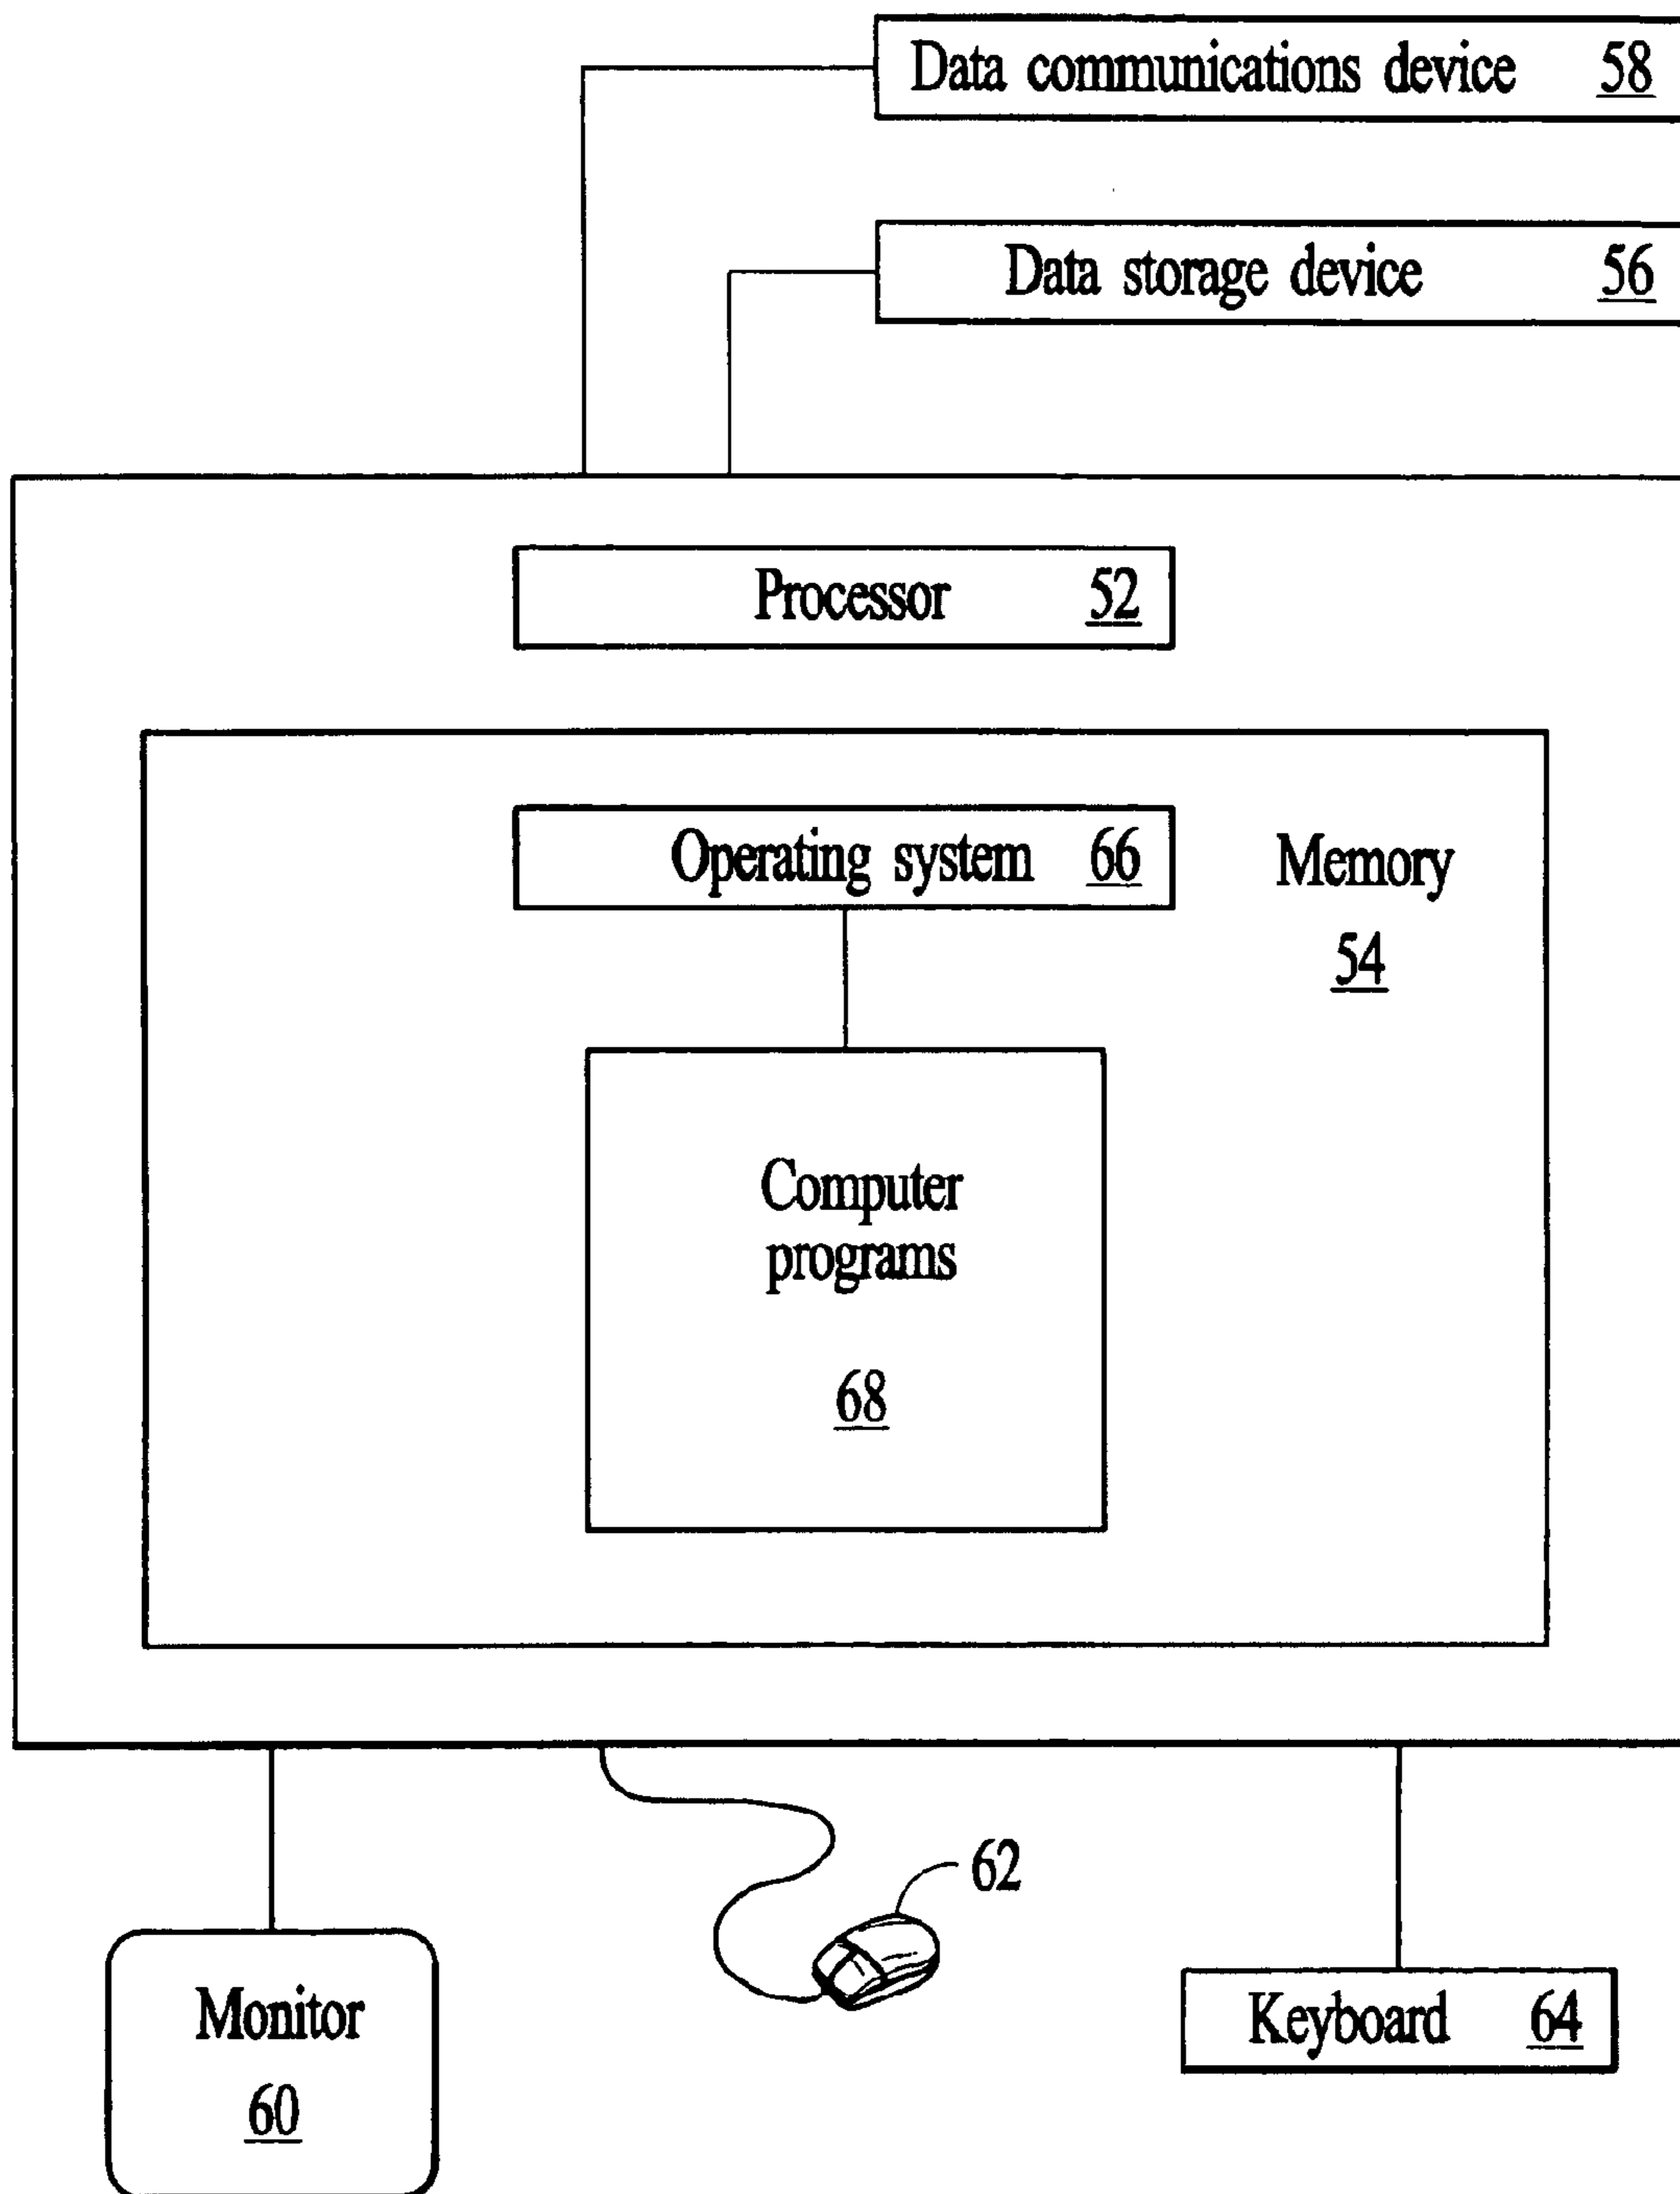 Data communications device 58
Data storage device 56
Processor 52
Operating system 66
Memory
54
Computer
programs
68
62
Monitor
60
Keyboard 64